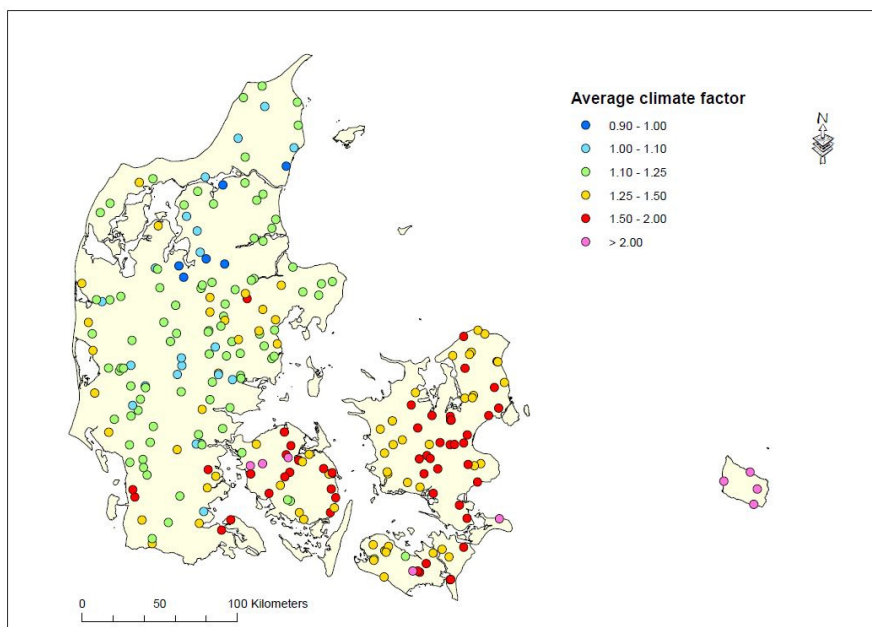 Average climate factor
N
0.90 - 1.00
1.00 - 1.10
1.10 - 1.25
1.25 - 1.50
1.50 - 2.00
> 2.00
0 50 100 Kilometers